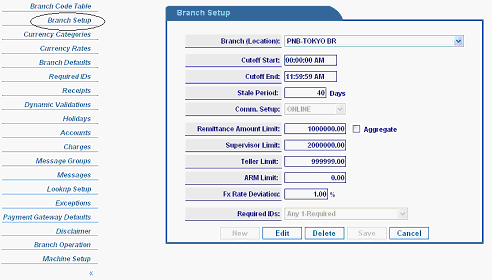 Branch Code Table
Branch Setup
Currency Categories
Currency Rates
Branch Defaults
Required IDs
Receipts
Dynamic Validations
Holidays
Accounts
Charges
Message Groups
Messages
Lookup Setup
Exceptions
Payment Gateway Defaults
Disclaimer
Branch Operation
Machine Setup
«
Branch Setup
Branch (Location): PNB-TOKYO BR
Cutoff Start: 00:00:00 AM
Cutoff End: 11:59:59 AM
Stale Period: 40 Days
Comm. Setup: ONLINE
Remittance Amount Limit: 1000000.00 Aggregate
Supervisor Limit: 2000000.00
Teller Limit: 999999.00
ARM Limit: 0.00
Fx Rate Deviation: 1.00 %
Required IDs: Any 1-Required
New Edit Delete Save Cancel